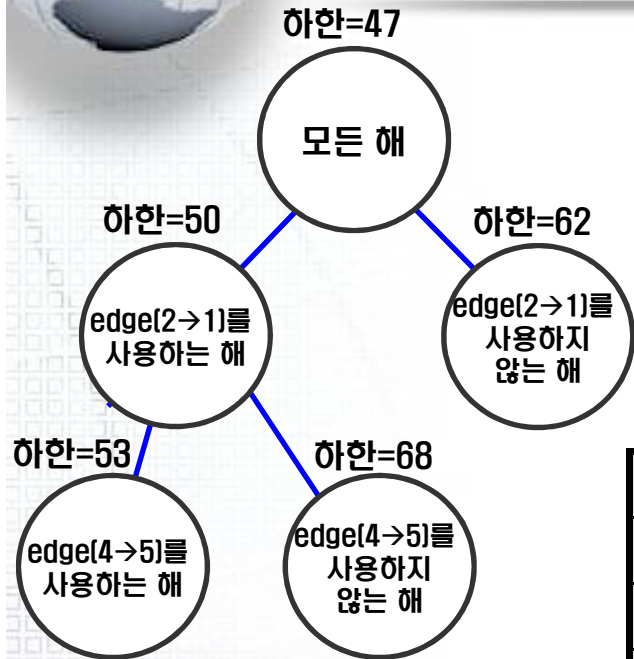 하한=47
모든 해
하한=50
하한=62
edge(2→1)를
사용하는 해
edge(2→1)를
사용하지
않는 해
하한=53
하한=68
edge(4→5)를
사용하는 해
edge(4→5)를
사용하지
않는 해